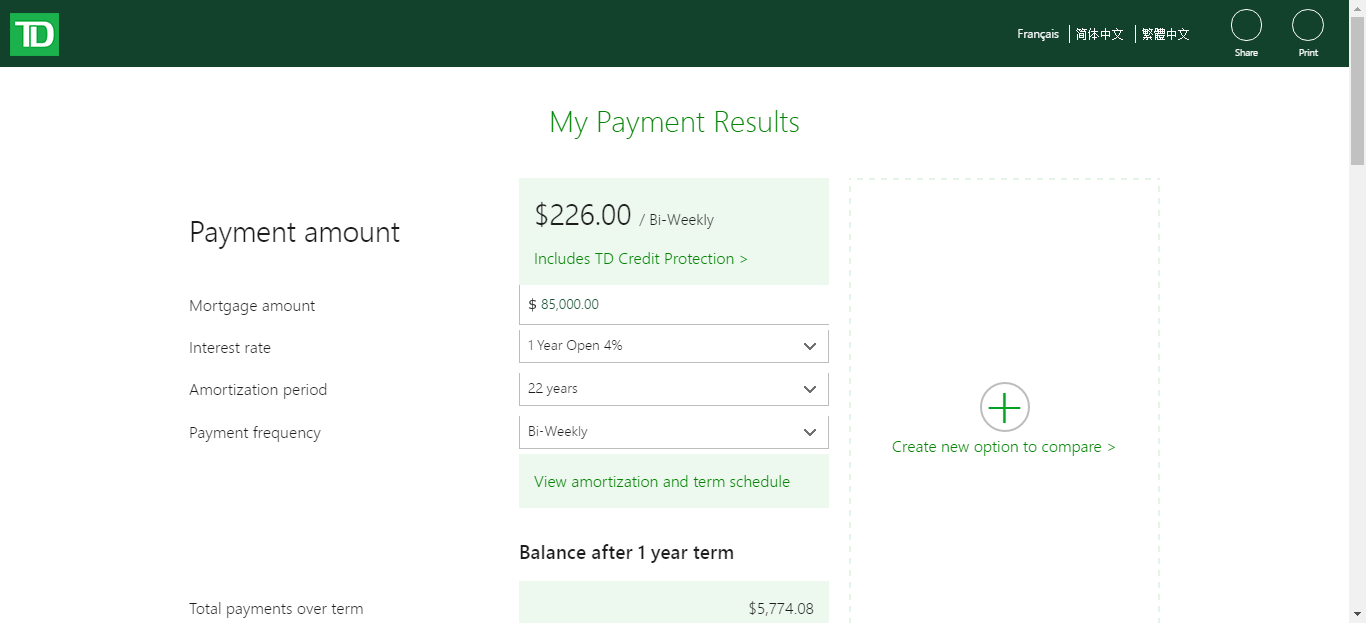 TD
Français
简体中文
繁體中文
Share
Print
My Payment Results
Payment amount
$226.00 / Bi-Weekly
Includes TD Credit Protection >
Mortgage amount
$ 85,000.00
Interest rate
1 Year Open 4%
Amortization period
22 years
Payment frequency
Bi-Weekly
View amortization and term schedule
Create new option to compare >
Balance after 1 year term
Total payments over term
$5,774.08